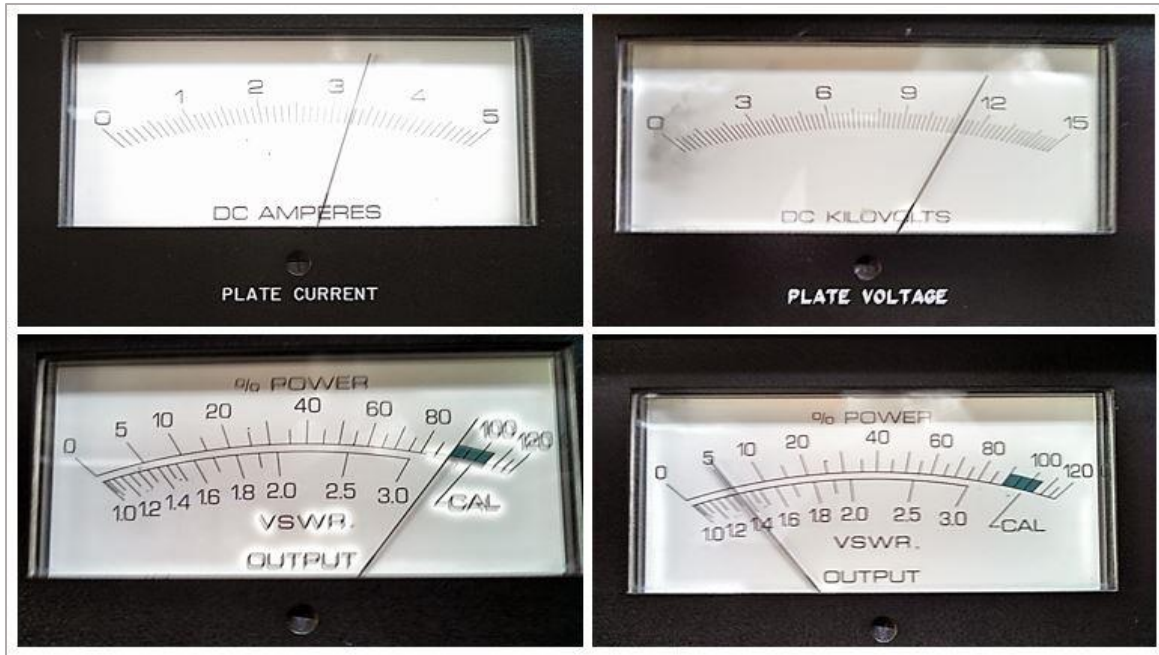 0 1 2 3 4 5
DC AMPERES
PLATE CURRENT
0 3 6 9 12 15
DC KILOVOLTS
PLATE VOLTAGE
% POWER
0 5 10 20 40 60 80 100 120
1.0 1.2 1.4 1.6 1.8 2.0 2.5 3.0 CAL
VSWR.
OUTPUT
% POWER
0 5 10 20 40 60 80 100 120
1.0 1.2 1.4 1.6 1.8 2.0 2.5 3.0 CAL
VSWR.
OUTPUT